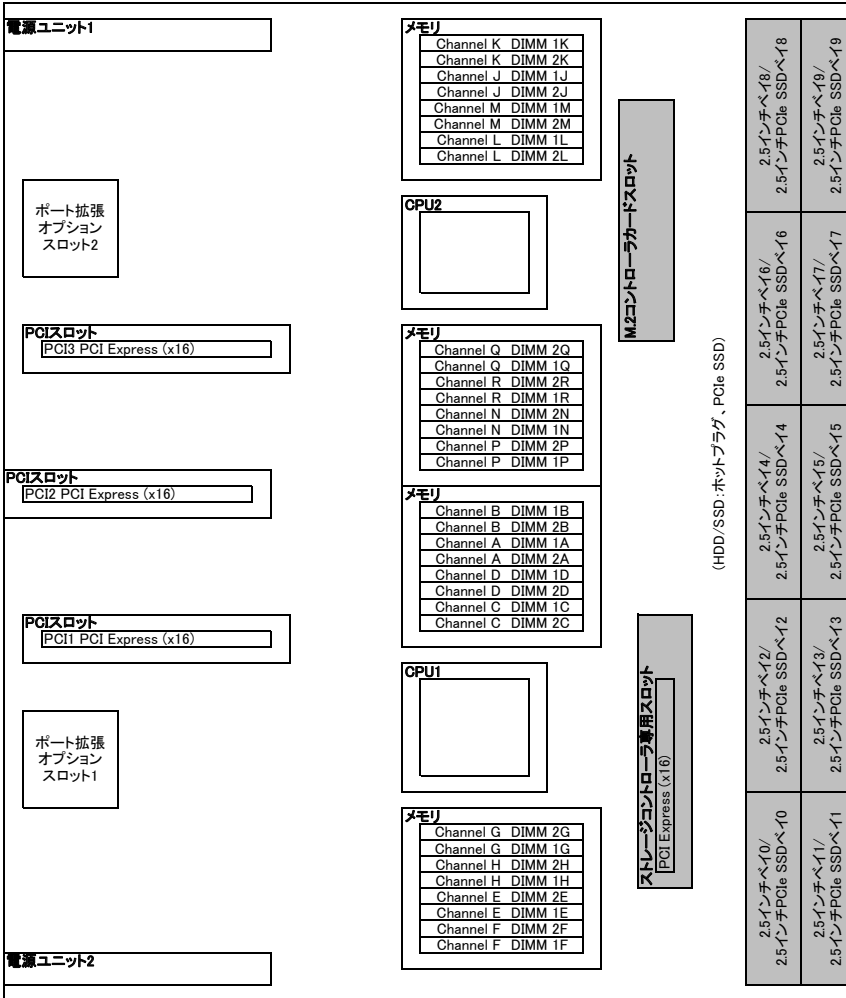 電源ユニット1
ポート拡張
オプション
スロット2
PCIスロット
PCI3 PCI Express (x16)
PCIスロット
PCI2 PCI Express (x16)
PCIスロット
PCI1 PCI Express (x16)
ポート拡張
オプション
スロット1
電源ユニット2
メモリ
Channel K DIMM 1K
Channel K DIMM 2K
Channel J DIMM 1J
Channel J DIMM 2J
Channel M DIMM 1M
Channel M DIMM 2M
Channel L DIMM 1L
Channel L DIMM 2L
CPU2
メモリ
Channel Q DIMM 2Q
Channel Q DIMM 1Q
Channel R DIMM 2R
Channel R DIMM 1R
Channel N DIMM 2N
Channel N DIMM 1N
Channel P DIMM 2P
Channel P DIMM 1P
メモリ
Channel B DIMM 1B
Channel B DIMM 2B
Channel A DIMM 1A
Channel A DIMM 2A
Channel D DIMM 1D
Channel D DIMM 2D
Channel C DIMM 1C
Channel C DIMM 2C
CPU1
メモリ
Channel G DIMM 2G
Channel G DIMM 1G
Channel H DIMM 2H
Channel H DIMM 1H
Channel E DIMM 2E
Channel E DIMM 1E
Channel F DIMM 2F
Channel F DIMM 1F
M.2コントローラカードスロット
ストレージコントローラ専用スロット
PCI Express (x16)
(HDD/SSD:ホットプラグ、PCIe SSD)
2.5インチベイ8/
2.5インチPCIe SSDベイ8
2.5インチベイ9/
2.5インチPCIe SSDベイ9
2.5インチベイ6/
2.5インチPCIe SSDベイ6
2.5インチベイ7/
2.5インチPCIe SSDベイ7
2.5インチベイ4/
2.5インチPCIe SSDベイ4
2.5インチベイ5/
2.5インチPCIe SSDベイ5
2.5インチベイ2/
2.5インチPCIe SSDベイ2
2.5インチベイ3/
2.5インチPCIe SSDベイ3
2.5インチベイ0/
2.5インチPCIe SSDベイ0
2.5インチベイ1/
2.5インチPCIe SSDベイ1